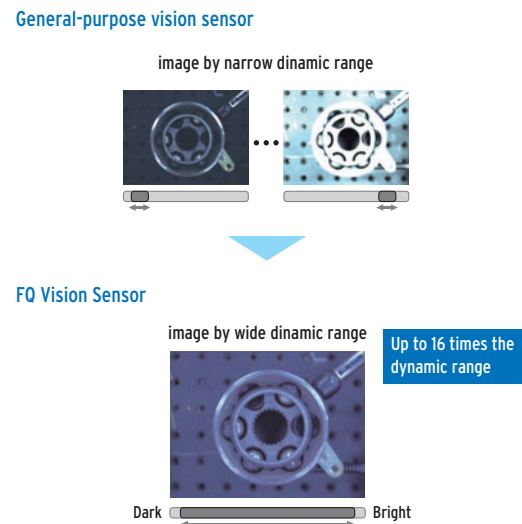 General-purpose vision sensor
image by narrow dinamic range
FQ Vision Sensor
image by wide dinamic range
Up to 16 times the
dynamic range
Dark
Bright